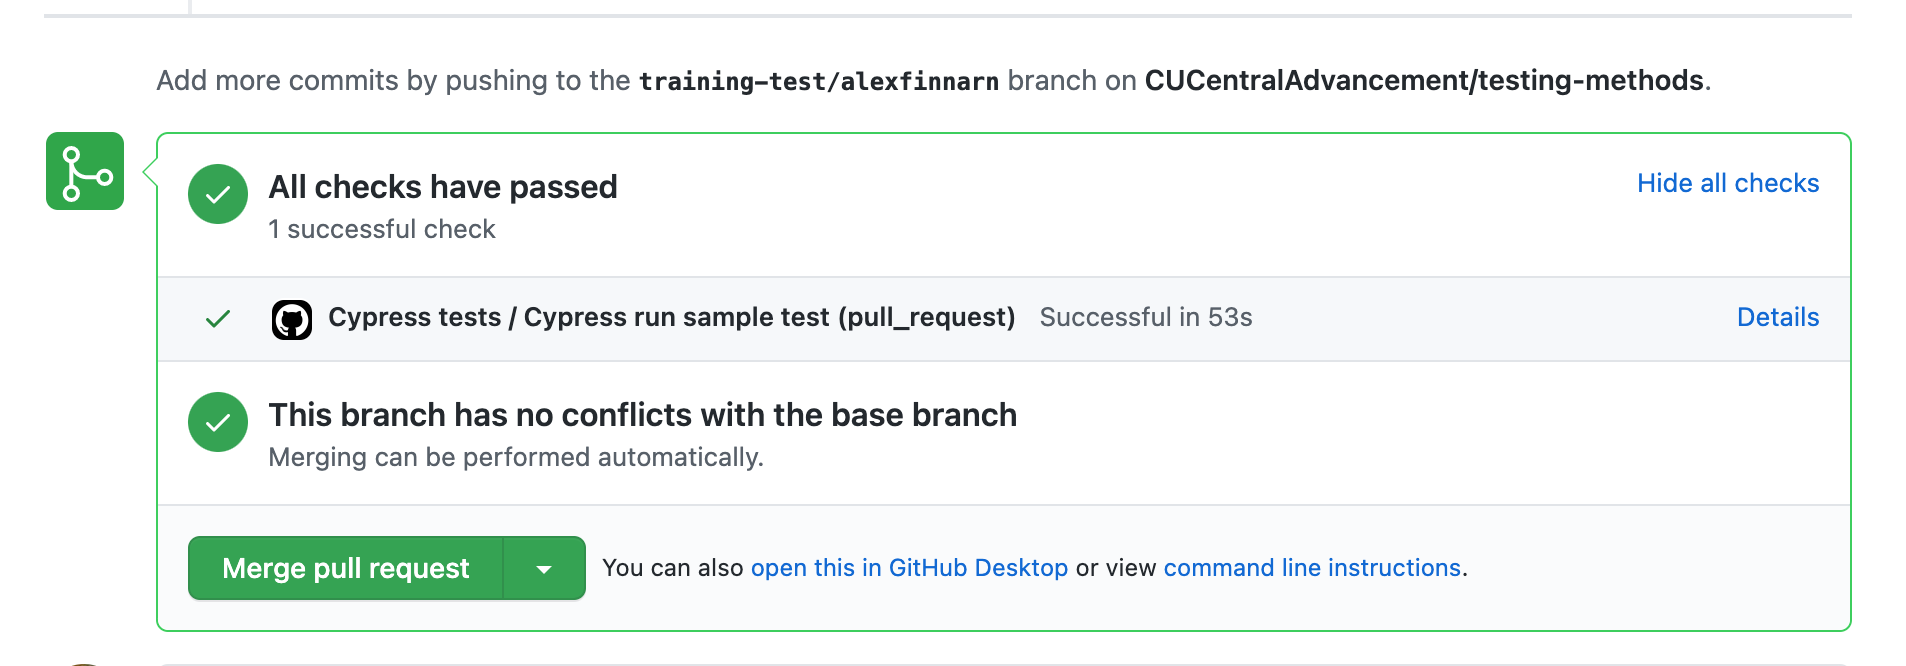 Add more commits by pushing to the training-test/alexfinnarn branch on CUCentralAdvancement/testing-methods.
All checks have passed
Hide all checks
1 successful check
Cypress tests / Cypress run sample test (pull_request) Successful in 53s Details
This branch has no conflicts with the base branch
Merging can be performed automatically.
Merge pull request You can also open this in GitHub Desktop or view command line instructions.